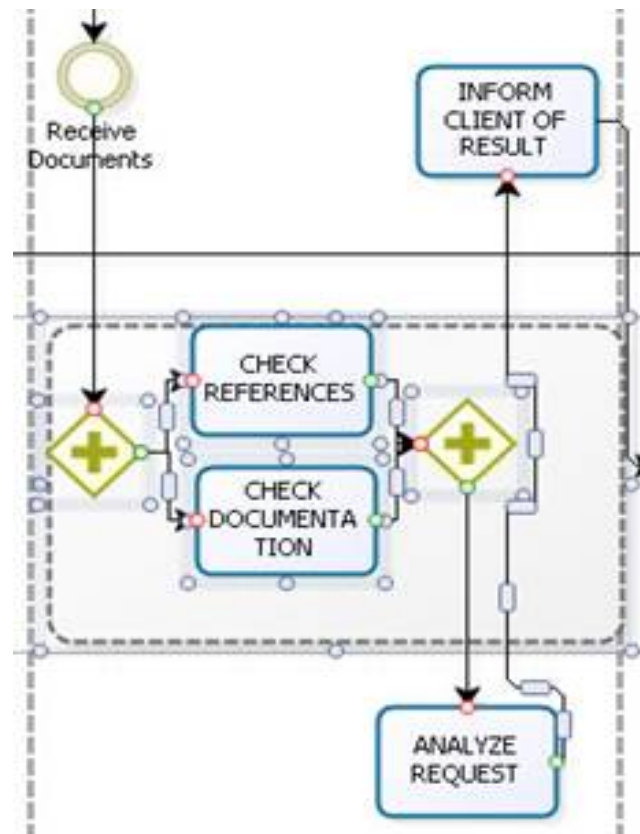 Receive
Documents
INFORM
CLIENT OF
RESULT
CHECK
REFERENCES
CHECK
DOCUMENTA
TION
ANALYZE
REQUEST